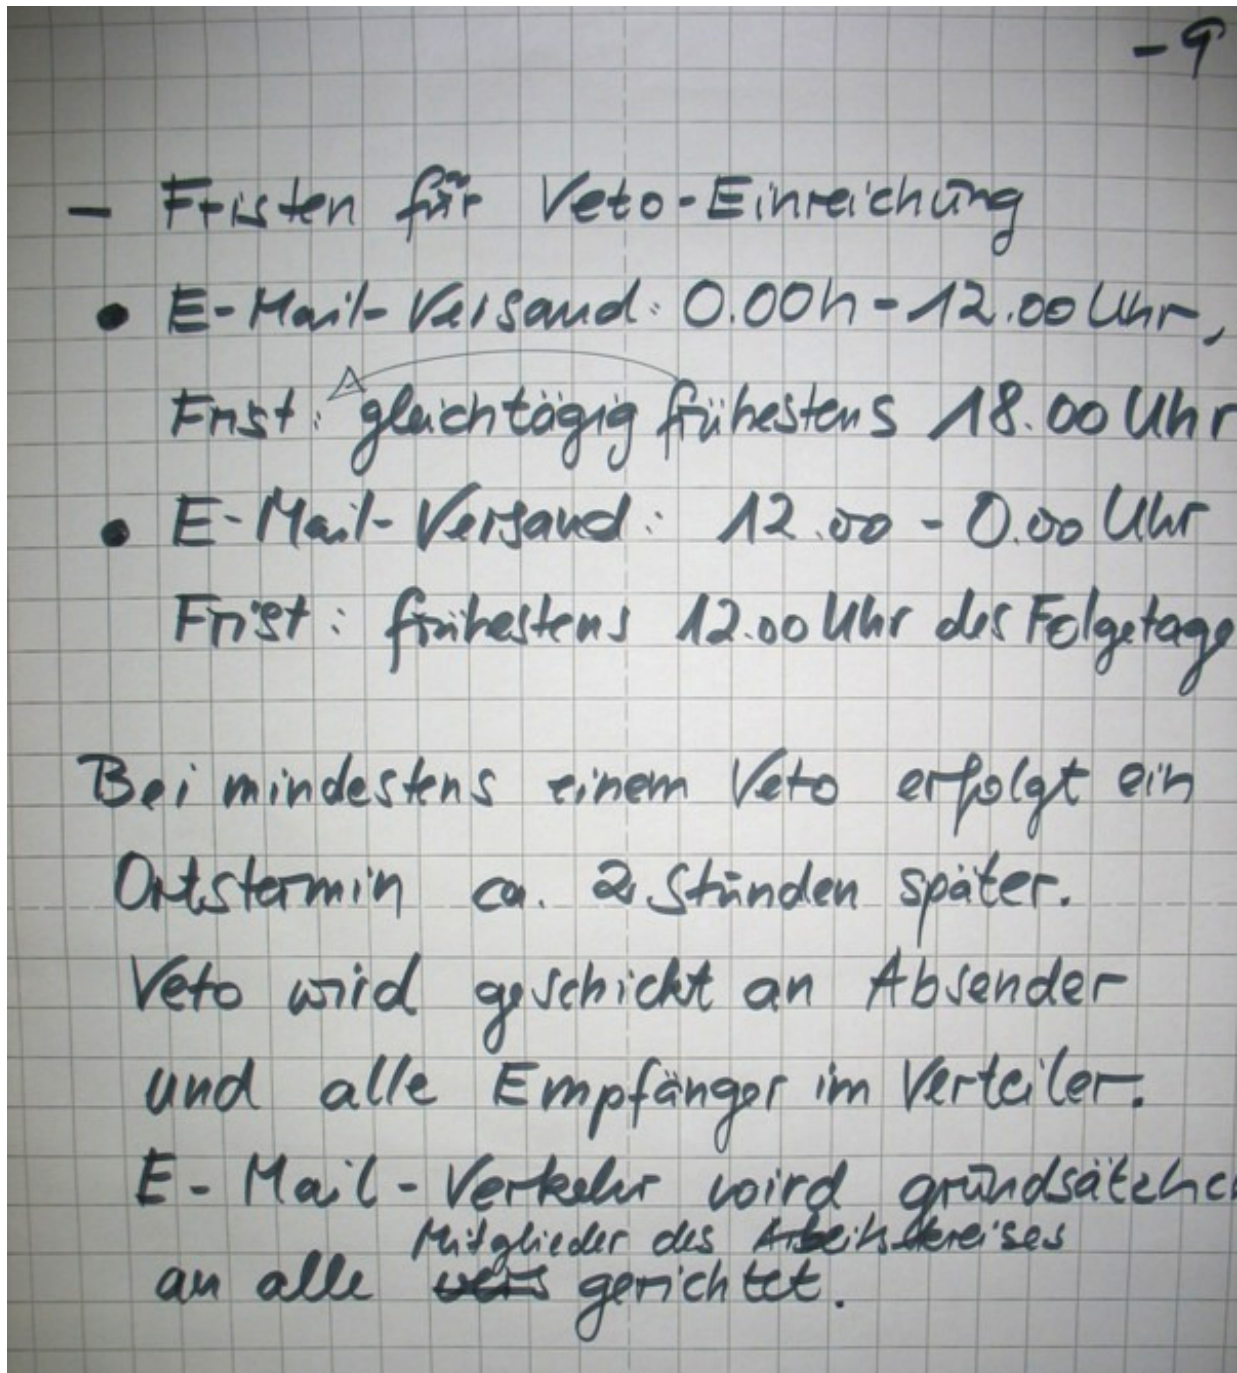 - 9
- Fristen für Veto-Einreichung
• E-Mail-Versand: 0.00h - 12.00 Uhr,
Frist: gleichtägig frühestens 18.00 Uhr
• E-Mail-Versand: 12.00 - 0.00 Uhr
Frist: frühestens 12.00 Uhr des Folgetage
Bei mindestens einem Veto erfolgt ein
Ortstermin ca. 2 Stunden später.
Veto wird geschickt an Absender
und alle Empfänger im Verteiler.
E-Mail-Verkehr wird grundsätzlich
Mitglieder des Arbeitskreises
an alle gerichtet.